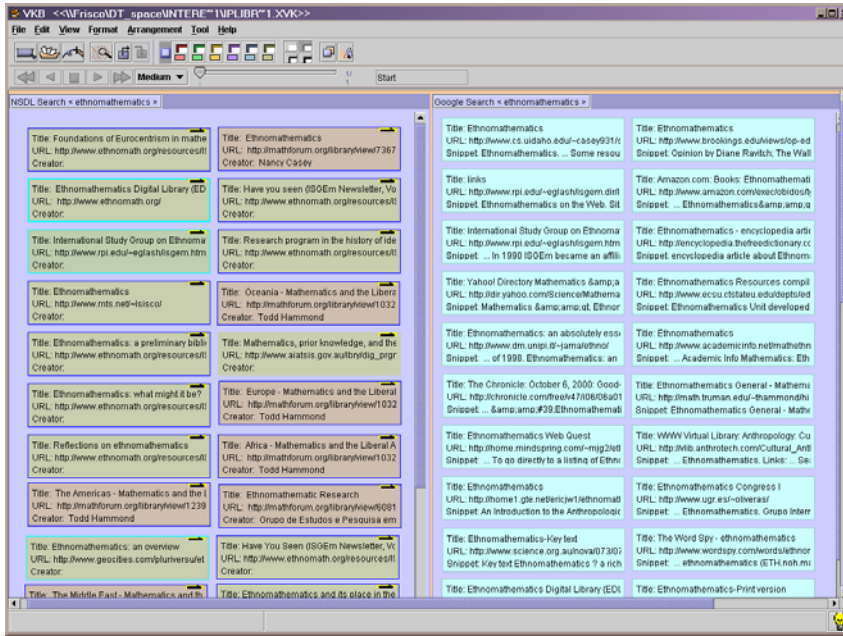 VKB <<\\Frisco\DT_space\INTERE~1\IPLIBR~1.XVK>>
File Edit View Format Arrangement Tool Help
Medium
1/
1
Start
NSDL Search « ethnomathematics »
Title: Foundations of Eurocentrism in mathe
URL: http://www.ethnomath.org/resources/
Creator:
Title: Ethnomathematics
URL: http://mathforum.org/library/view/7367
Creator: Nancy Casey
Title: Ethnomathematics Digital Library (ED
URL: http://www.ethnomath.org/
Creator:
Title: Have you seen (ISGEm Newsletter, Vo
URL: http://www.ethnomath.org/resources/
Creator:
Title: International Study Group on Ethnoma
URL: http://www.rpi.edu/~eglash/isgem.htm
Creator:
Title: Research program in the history of ide
URL: http://www.ethnomath.org/resources/
Creator:
Title: Ethnomathematics
URL: http://www.mts.net/~lsisco/
Creator:
Title: Oceania - Mathematics and the Libera
URL: http://mathforum.org/library/view/1032
Creator: Todd Hammond
Title: Ethnomathematics: a preliminary biblio
URL: http://www.ethnomath.org/resources/
Creator:
Title: Mathematics, prior knowledge, and the
URL: http://www.aiatsis.gov.au/lbry/dig_prgr
Creator:
Title: Ethnomathematics: what might it be?
URL: http://www.ethnomath.org/resources/
Creator:
Title: Europe - Mathematics and the Liberal
URL: http://mathforum.org/library/view/1032
Creator: Todd Hammond
Title: Reflections on ethnomathematics
URL: http://www.ethnomath.org/resources/
Creator:
Title: Africa - Mathematics and the Liberal A
URL: http://mathforum.org/library/view/1032
Creator: Todd Hammond
Title: The Americas - Mathematics and the L
URL: http://mathforum.org/library/view/1239
Creator: Todd Hammond
Title: Ethnomathematic Research
URL: http://mathforum.org/library/view/6081
Creator: Grupo de Estudos e Pesquisa em
Title: Ethnomathematics: an overview
URL: http://www.geocities.com/pluriversu/et
Creator:
Title: Have You Seen (ISGEm Newsletter, Vo
URL: http://www.ethnomath.org/resources/
Creator:
Title: The Middle East - Mathematics and th
Title: Ethnomathematics and its place in the
Google Search « ethnomathematics »
Title: Ethnomathematics
URL: http://www.cs.uidaho.edu/~casey931/
Snippet: Ethnomathematics. ... Some resou
Title: Ethnomathematics
URL: http://www.brookings.edu/views/op-ed
Snippet: Opinion by Diane Ravitch; The Wall
Title: links
URL: http://www.rpi.edu/~eglash/isgem.dir/
Snippet: Ethnomathematics on the Web. Sit
Title: Amazon.com: Books: Ethnomathemati
URL: http://www.amazon.com/exec/obidos/
Snippet: ... Ethnomathematics&amp;amp;q
Title: International Study Group on Ethnoma
URL: http://www.rpi.edu/~eglash/isgem.htm
Snippet: ... In 1990 ISGEm became an affili
Title: Ethnomathematics - encyclopedia arti
URL: http://encyclopedia.thefreedictionary.cc
Snippet: encyclopedia article about Ethnom
Title: Yahoo! Directory Mathematics &amp;a
URL: http://dir.yahoo.com/Science/Mathema
Snippet: Mathematics &amp;amp;gt; Ethnor
Title: Ethnomathematics Resources compil
URL: http://www.ecsu.ctstateu.edu/depts/ed
Snippet: Ethnomathematics Unit developed
Title: Ethnomathematics: an absolutely esse
URL: http://www.dm.unipi.it/~jama/ethno/
Snippet: ... of 1998. Ethnomathematics: an
Title: Ethnomathematics
URL: http://www.academicinfo.net/mathethn
Snippet: ... Academic Info Mathematics: Eth
Title: The Chronicle: October 6, 2000: Good-
URL: http://chronicle.com/free/v47/i06/06a01
Snippet: ... &amp;amp;#39;Ethnomathemati
Title: Ethnomathematics General - Mathema
URL: http://math.truman.edu/~thammond/hi
Snippet: Ethnomathematics General - Mathe
Title: Ethnomathematics Web Quest
URL: http://home.mindspring.com/~mjg2/et
Snippet: ... To go directly to a listing of Ethn
Title: WWW Virtual Library: Anthropology: Cu
URL: http://vlib.anthrotech.com/Cultural_Ant
Snippet: ... Ethnomathematics. Links: ... Se
Title: Ethnomathematics
URL: http://home1.gte.net/ericjw1/ethnomat
Snippet: An Introduction to the Anthropologic
Title: Ethnomathematics Congress I
URL: http://www.ugr.es/~oliveras/
Snippet: Ethnomathematics. Grupo Intern
Title: Ethnomathematics-Key text
URL: http://www.science.org.au/nova/073/07
Snippet: Key text Ethnomathematics ? a rich
Title: The Word Spy - ethnomathematics
URL: http://www.wordspy.com/words/ethnor
Snippet: ... ethnomathematics (ETH.noh.ma
Title: Ethnomathematics Digital Library (EDL
Title: Ethnomathematics-Print version